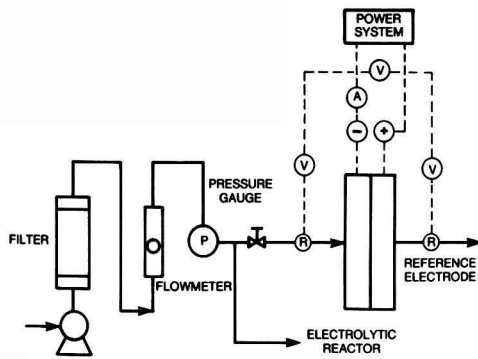 POWER
SYSTEM
V
A
−
+
V
V
PRESSURE
GAUGE
FILTER
P
R
R
FLOWMETER
REFERENCE
ELECTRODE
ELECTROLYTIC
REACTOR